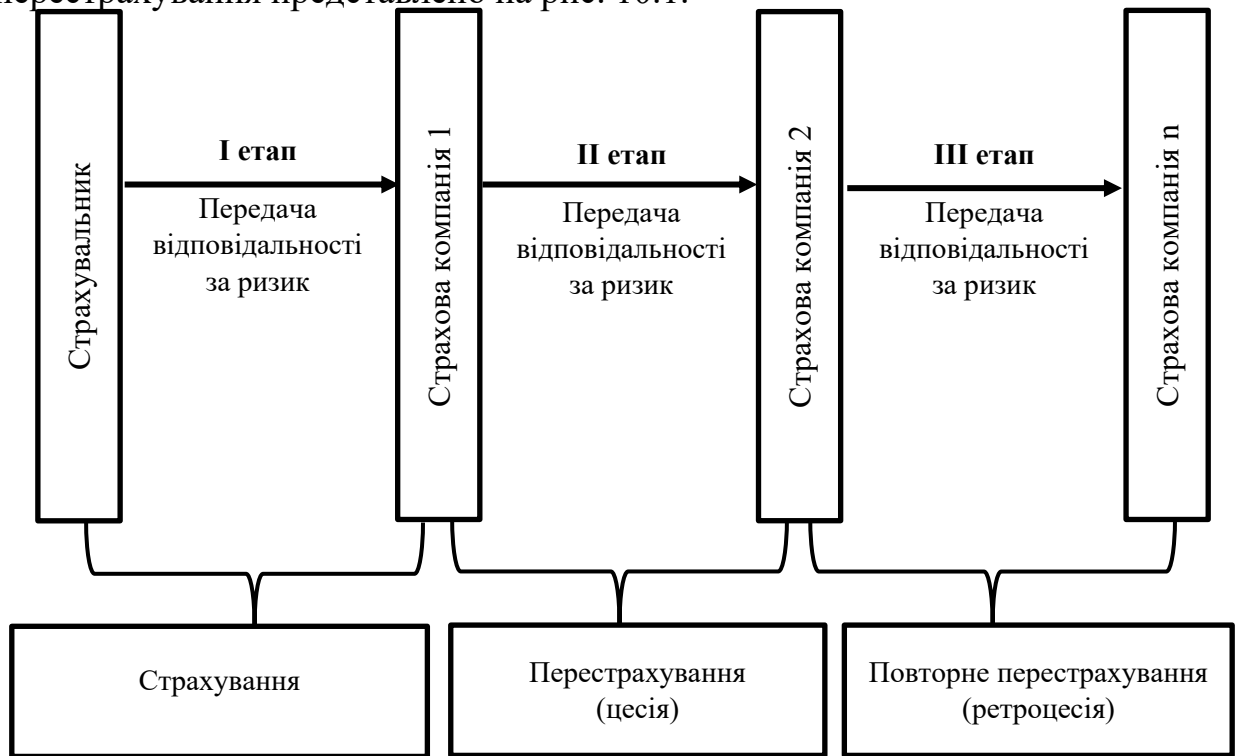 перестрахування представлено на рис. 10.1.
Страхувальник
I етап
Передача
відповідальності
за ризик
Страхова компанія 1
II етап
Передача
відповідальності
за ризик
Страхова компанія 2
III етап
Передача
відповідальності
за ризик
Страхова компанія n
Страхування
Перестрахування
(цесія)
Повторне перестрахування
(ретроцесія)